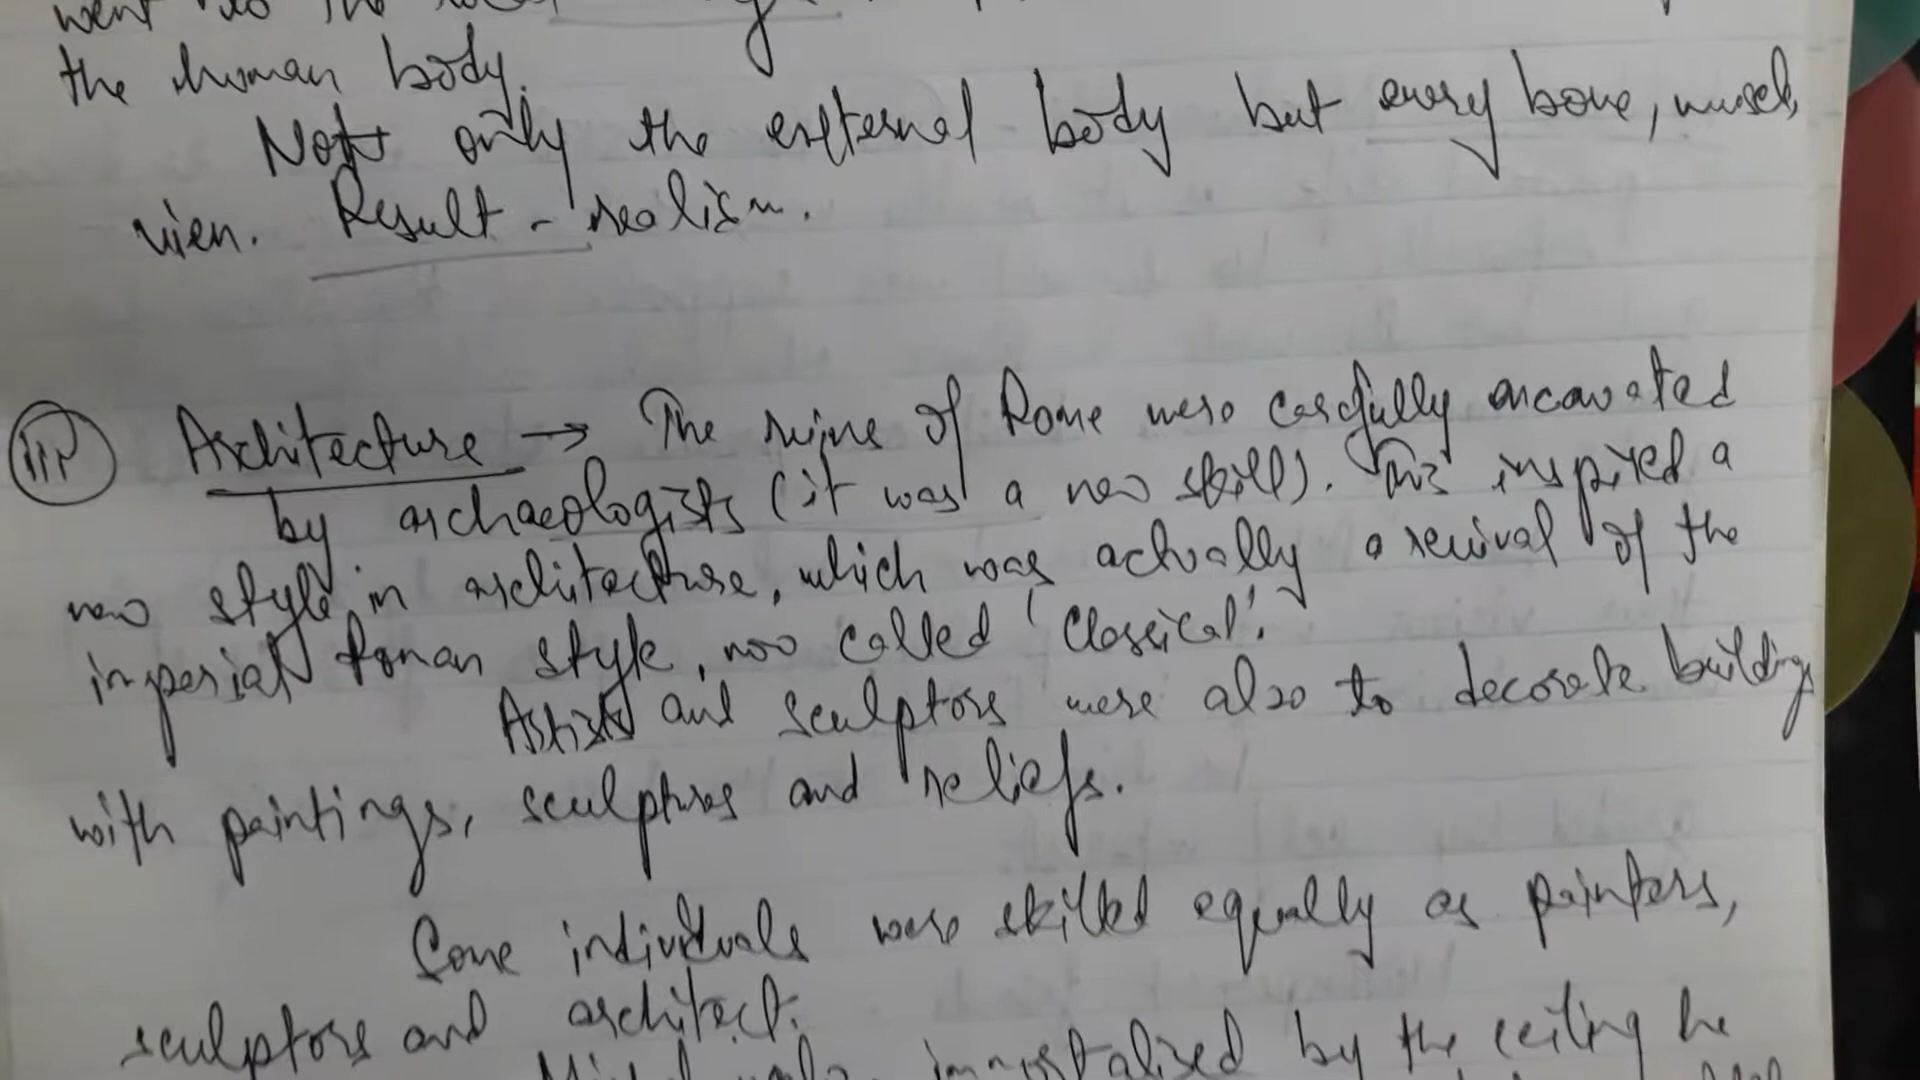 went to the
the human body.
Not only the external body but every bone, muscle,
vien. Result - realism.
(iii) Architecture → The ruins of Rome were carefully excavated
by archaeologists (it was a new skill). This inspired a
new style in architecture, which was actually a revival of the
imperial Roman style, now called 'Classical'.
Artists and sculptors were also to decorate buildings
with paintings, sculptures and reliefs.
Some individuals were skilled equally as painters,
sculptors and architect.
immortalised by the ceiling he